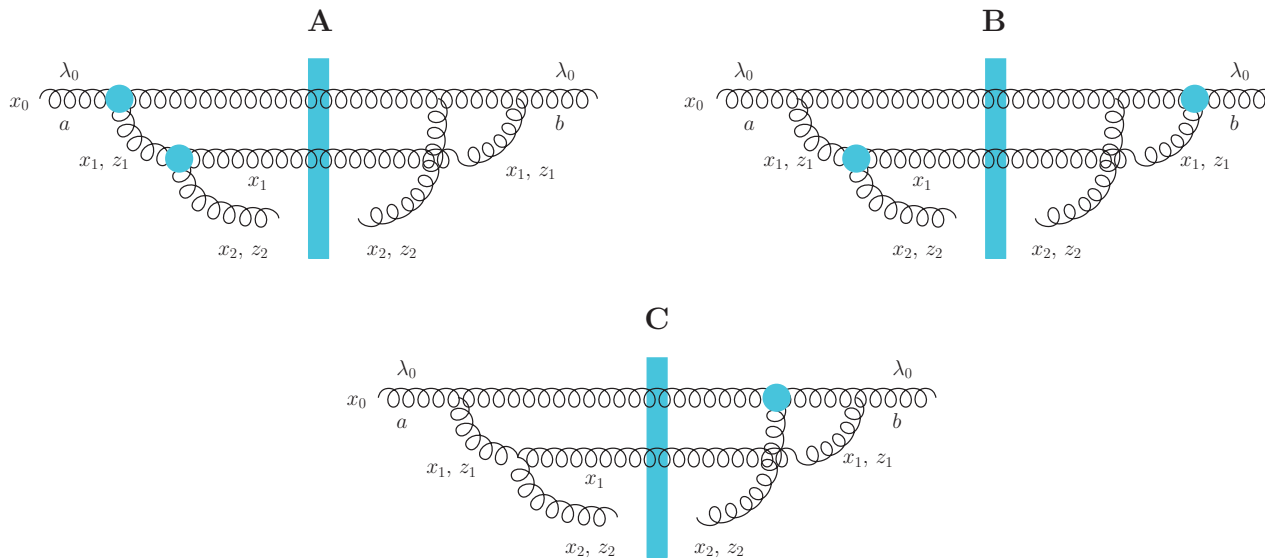 A
B
λ₀ λ₀ λ₀ λ₀
x₀ x₀
a b a b
x₁, z₁ x₁ x₁, z₁ x₁, z₁ x₁ x₁, z₁
x₂, z₂ x₂, z₂ x₂, z₂ x₂, z₂
C
λ₀ λ₀
x₀
a b
x₁, z₁ x₁ x₁, z₁
x₂, z₂ x₂, z₂